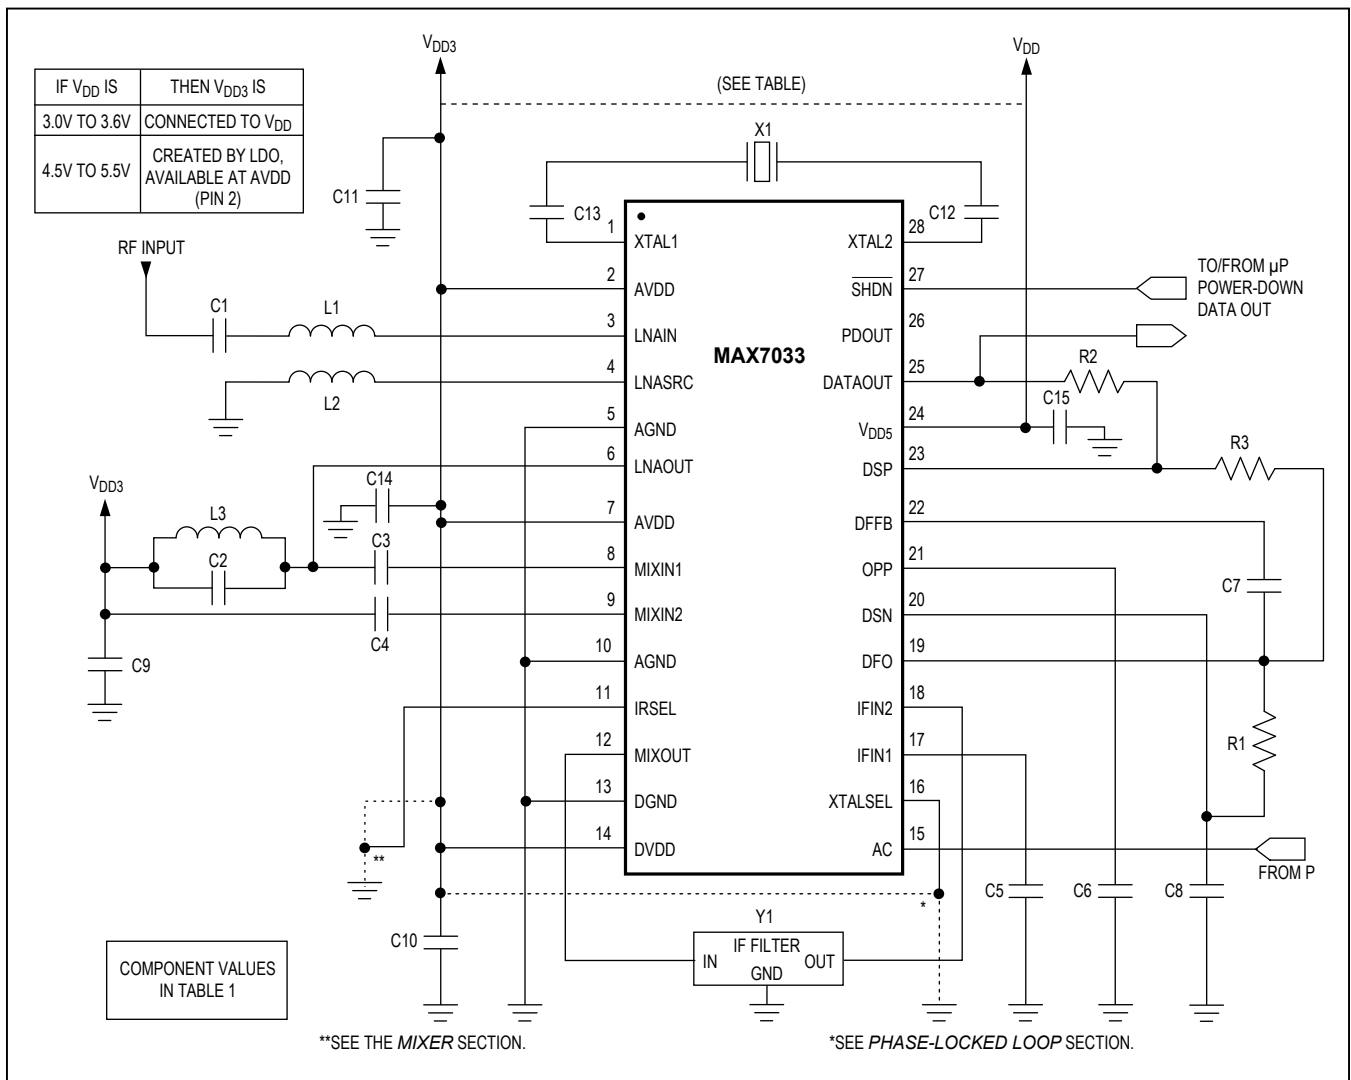 V_DD3
V_DD
IF V_DD IS
THEN V_DD3 IS
3.0V TO 3.6V
CONNECTED TO V_DD
4.5V TO 5.5V
CREATED BY LDO,
AVAILABLE AT AVDD
(PIN 2)
(SEE TABLE)
X1
C11
C13
C12
RF INPUT
C1
L1
L2
MAX7033
1
XTAL1
2
AVDD
3
LNAIN
4
LNASRC
5
AGND
6
LNAOUT
7
AVDD
8
MIXIN1
9
MIXIN2
10
AGND
11
IRSEL
12
MIXOUT
13
DGND
14
DVDD
28
XTAL2
27
SHDN
26
PDOUT
25
DATAOUT
24
V_DD5
23
DSP
22
DFFB
21
OPP
20
DSN
19
DFO
18
IFIN2
17
IFIN1
16
XTALSEL
15
AC
TO/FROM µP
POWER-DOWN
DATA OUT
R2
C15
R3
C7
R1
FROM P
C5
C6
C8
V_DD3
L3
C2
C14
C3
C4
C9
**
*
C10
Y1
IF FILTER
IN
OUT
GND
COMPONENT VALUES
IN TABLE 1
**SEE THE MIXER SECTION.
*SEE PHASE-LOCKED LOOP SECTION.